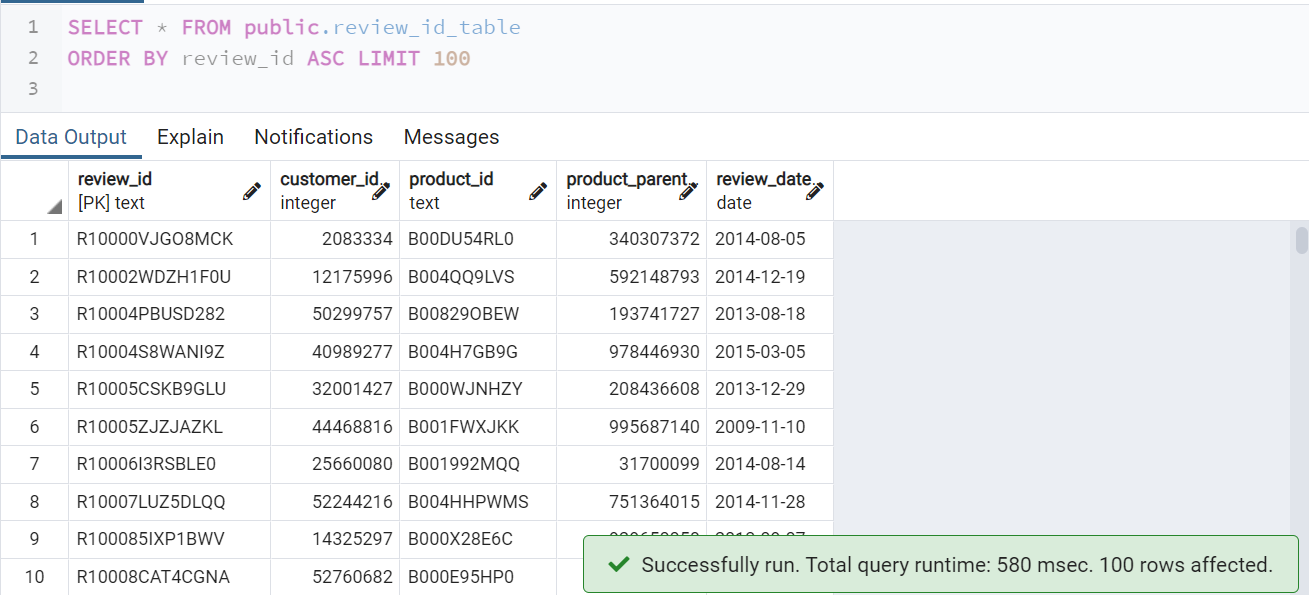 1 SELECT * FROM public.review_id_table
2 ORDER BY review_id ASC LIMIT 100
3
Data Output Explain Notifications Messages
review_id customer_id product_id product_parent review_date
[PK] text integer text integer date
1 R10000VJGO8MCK 2083334 B00DU54RL0 340307372 2014-08-05
2 R10002WDZH1F0U 12175996 B004QQ9LVS 592148793 2014-12-19
3 R10004PBUSD282 50299757 B00829OBEW 193741727 2013-08-18
4 R10004S8WANI9Z 40989277 B004H7GB9G 978446930 2015-03-05
5 R10005CSKB9GLU 32001427 B000WJNHZY 208436608 2013-12-29
6 R10005ZJZJAZKL 44468816 B001FWXJKK 995687140 2009-11-10
7 R10006I3RSBLE0 25660080 B001992MQQ 31700099 2014-08-14
8 R10007LUZ5DLQQ 52244216 B004HHPWMS 751364015 2014-11-28
9 R100085IXP1BWV 14325297 B000X28E6C
10 R10008CAT4CGNA 52760682 B000E95HP0
Successfully run. Total query runtime: 580 msec. 100 rows affected.